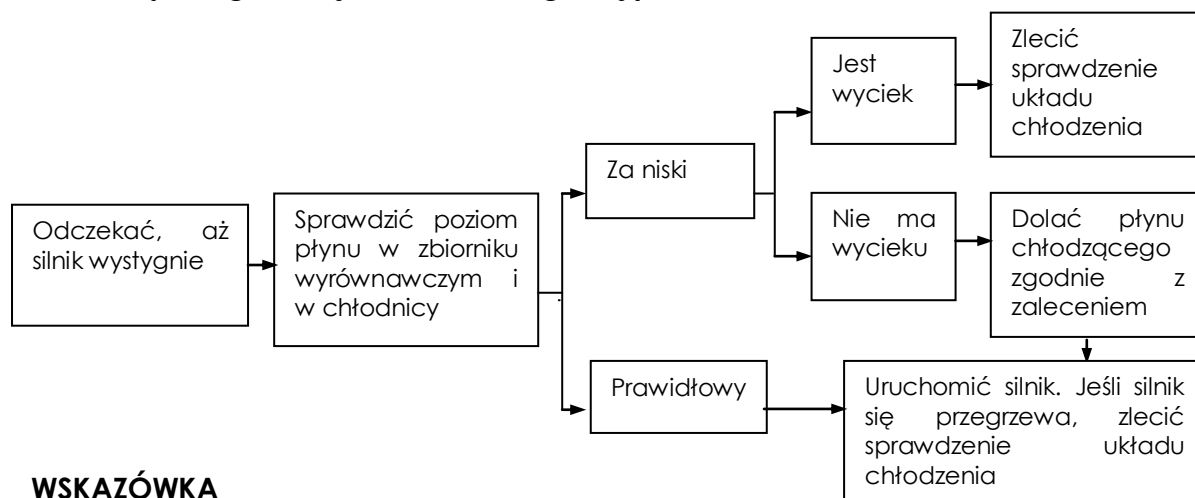 Odczekać, aż
silnik wystygnie
Sprawdzić poziom
płynu w zbiorniku
wyrównawczym i
w chłodnicy
Za niski
Jest
wyciek
Zlecić
sprawdzenie
układu
chłodzenia
Nie ma
wycieku
Dolać płynu
chłodzącego
zgodnie z
zaleceniem
Prawidłowy
Uruchomić silnik. Jeśli silnik
się przegrzewa, zlecić
sprawdzenie układu
chłodzenia
WSKAZÓWKA